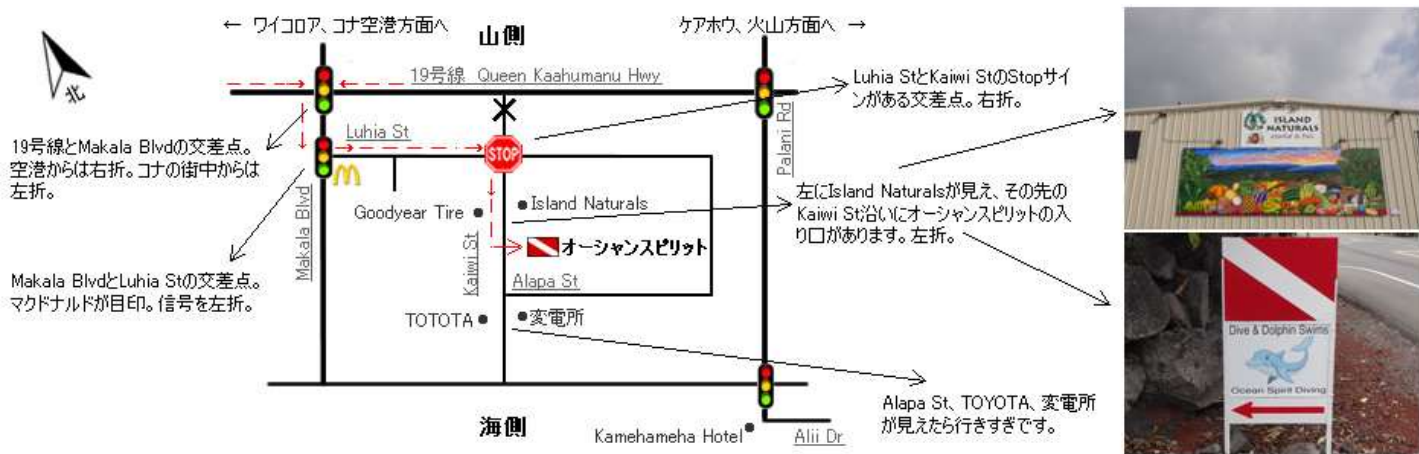 ← ワイコロア、コナ空港方面へ
山側
ケアホウ、火山方面へ →
北
19号線 Queen Kaahumanu Hwy
Luhia StとKaiwi StのStopサイ
ンがある交差点。右折。
ISLAND
NATURALS
19号線とMakala Blvdの交差点。
空港からは右折。コナの街中からは
左折。
Luhia St
STOP
Palani Rd
Goodyear Tire
Island Naturals
左にIsland Naturalsが見え、その先の
Kaiwi St沿いにオーシャンスピリットの入
り口があります。左折。
Makala Blvd
Kaiwi St
オーシャンスピリット
Makala BlvdとLuhia Stの交差点。
マクドナルドが目印。信号を左折。
Alapa St
TOTOTA
変電所
Dive & Dolphin Swims
Ocean Spirit Diving
Alapa St、TOYOTA、変電所
が見えたら行きすぎです。
海側
Kamehameha Hotel
Alii Dr